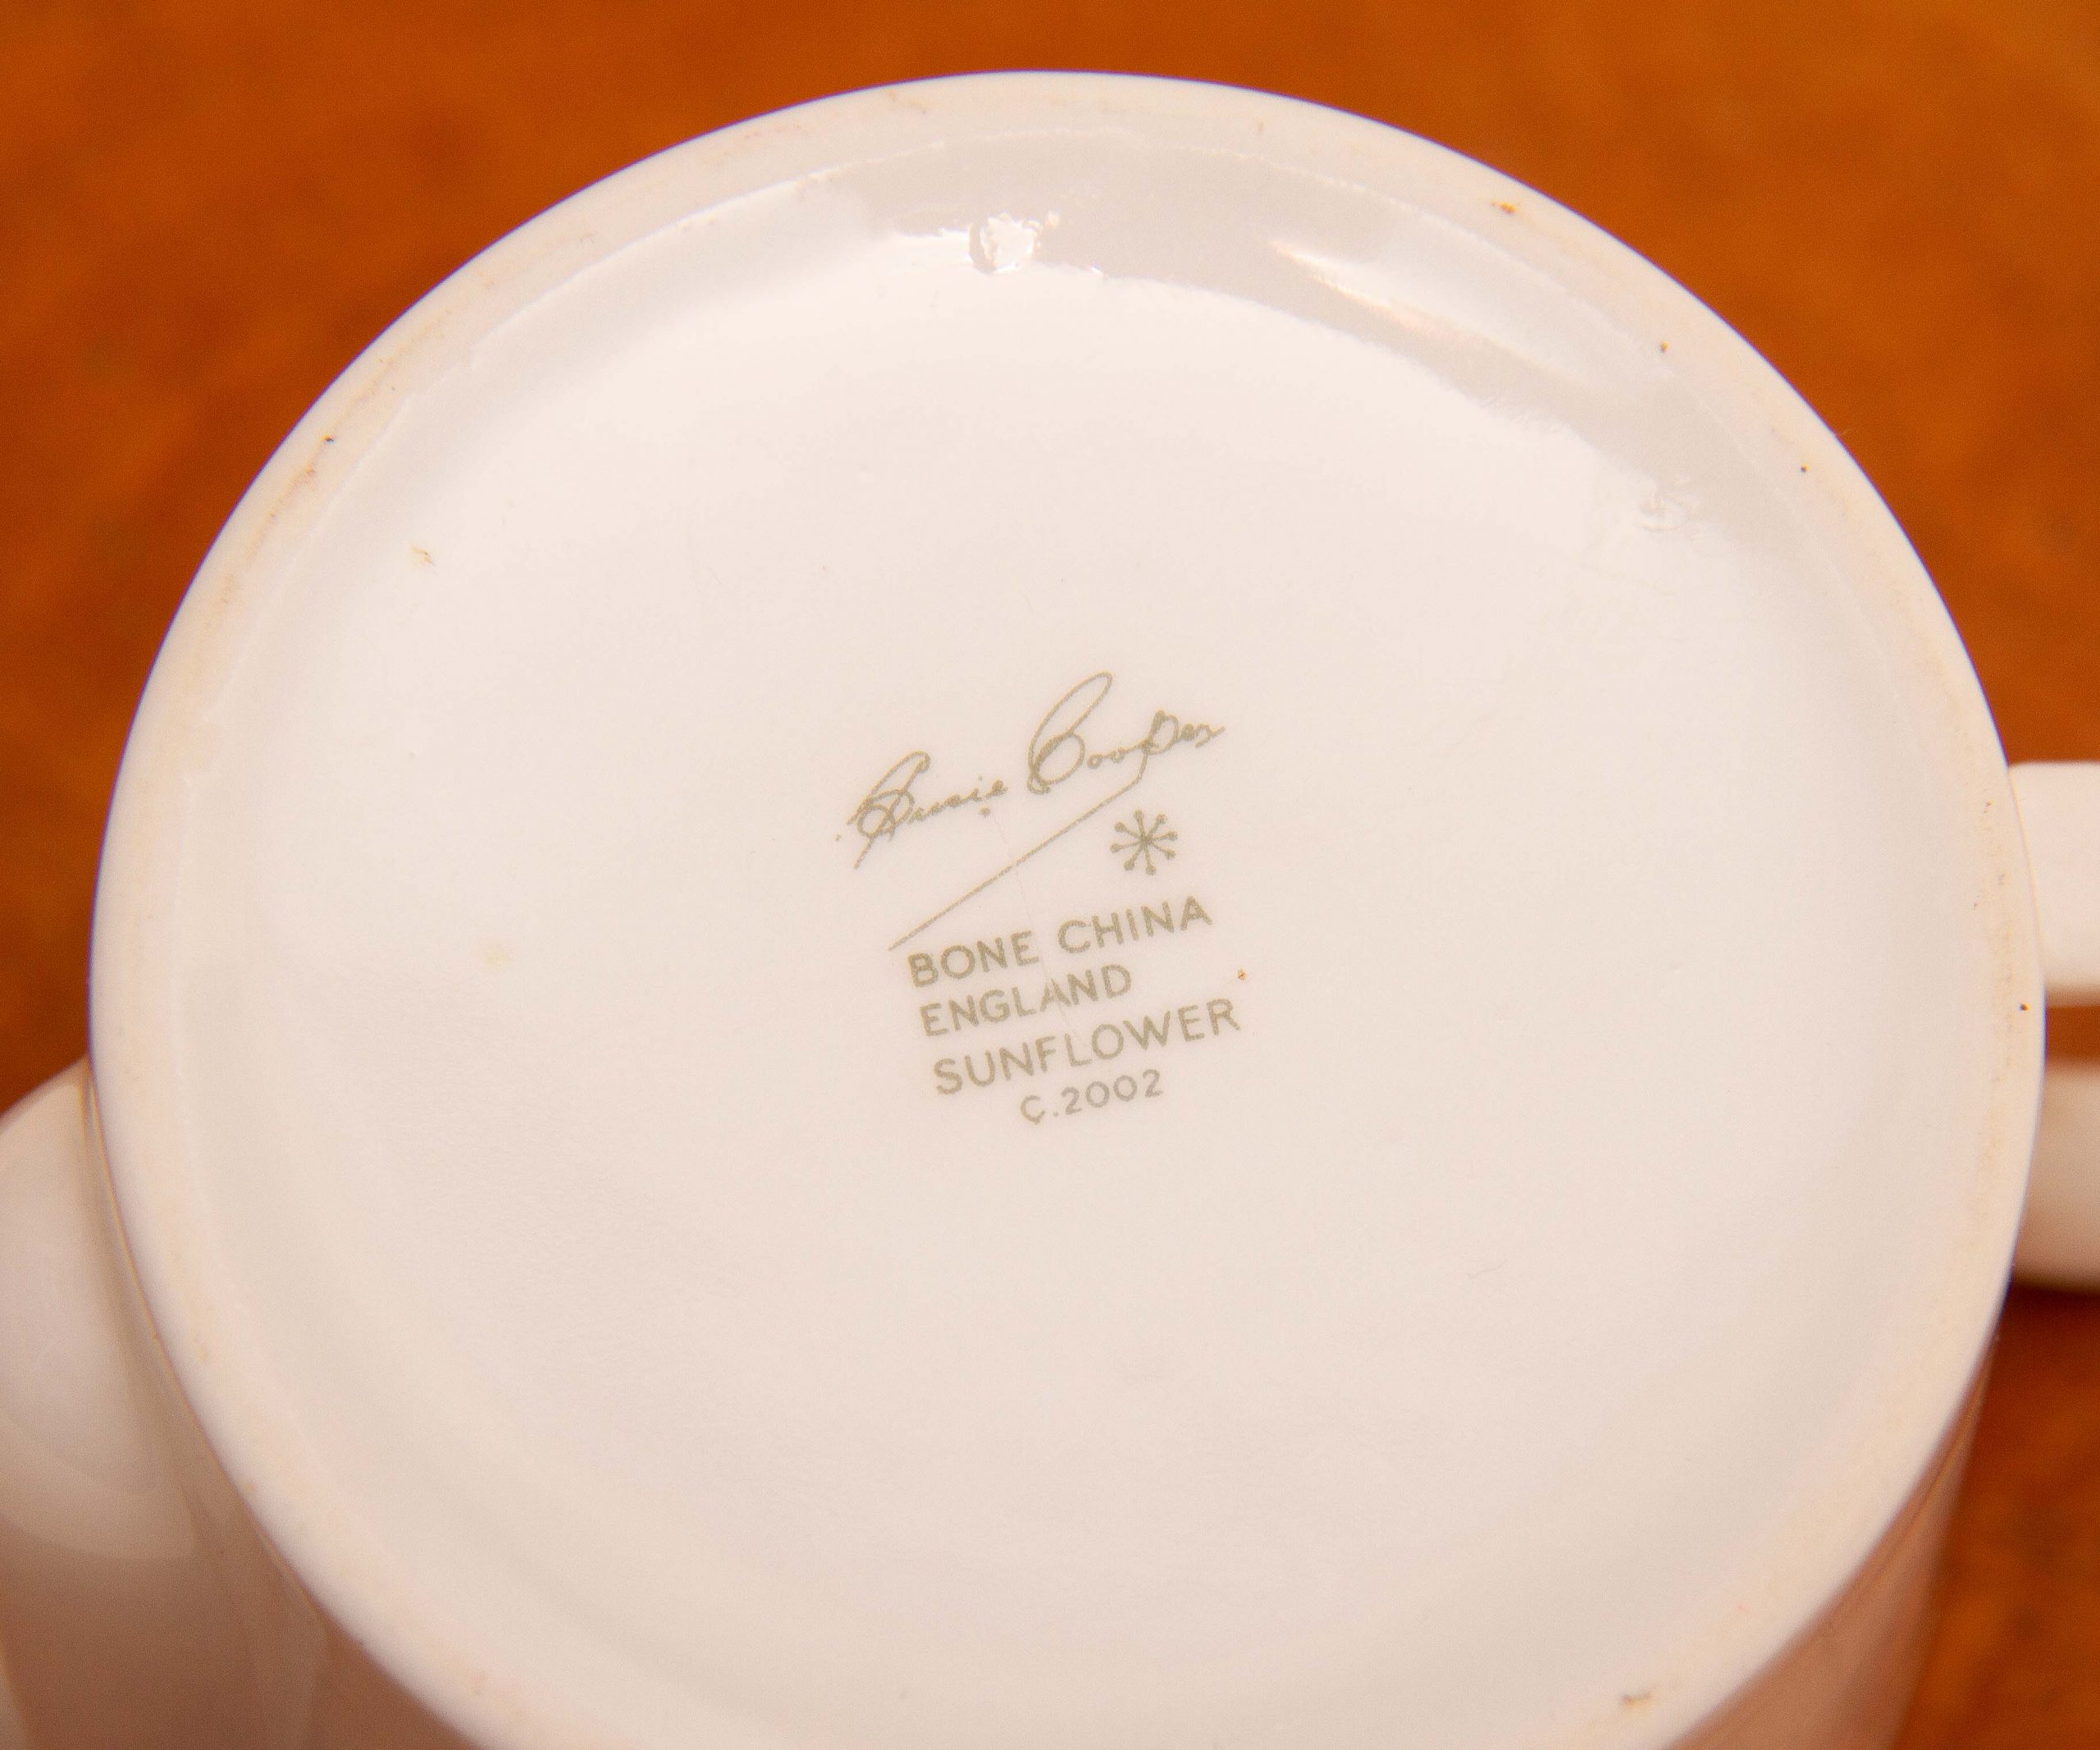 Susie Cooper
BONE CHINA
ENGLAND
SUNFLOWER
C.2002